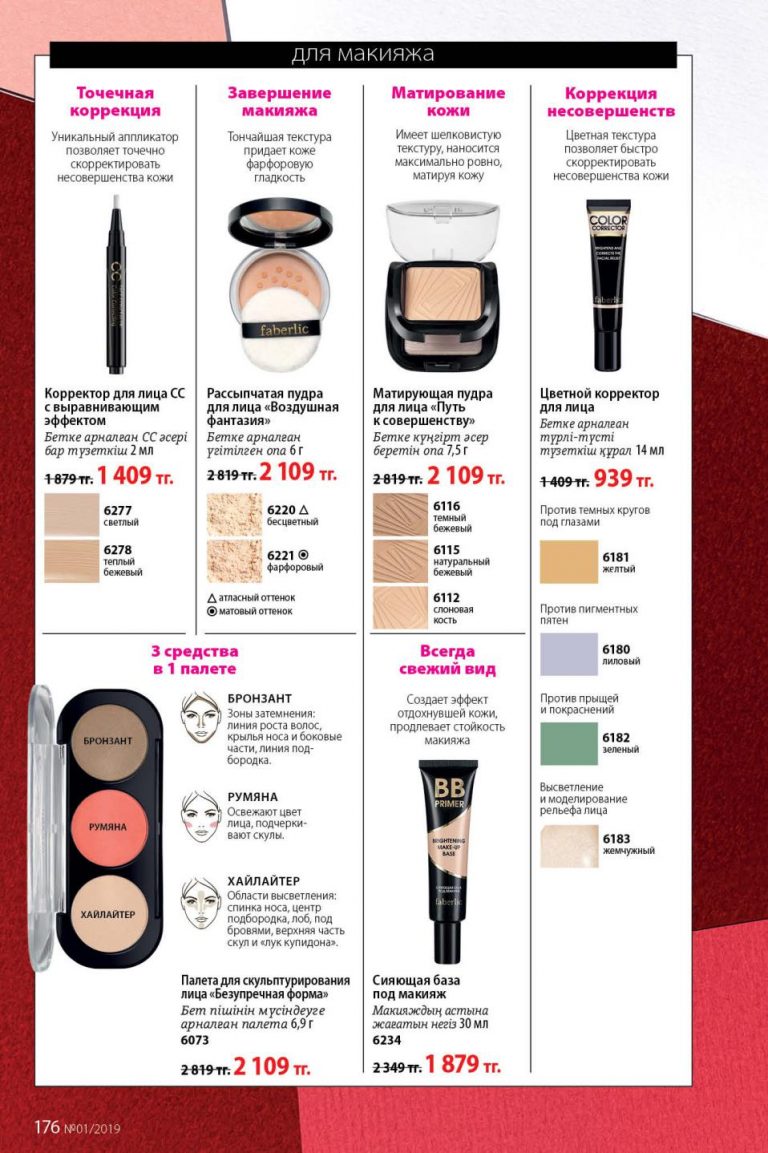 для макияжа
Точечная
коррекция
Уникальный аппликатор
позволяет точечно
скорректировать
несовершенства кожи
CC
Корректор для лица СС
с выравнивающим
эффектом
Бетке арналған СС әсері
бар түзеткіш 2 мл
1 879 тг. 1 409 тг.
6277
светлый
6278
теплый
бежевый
Завершение
макияжа
Тончайшая текстура
придает коже
фарфоровую
гладкость
faberlic
Рассыпчатая пудра
для лица «Воздушная
фантазия»
Бетке арналған
үгітілген опа 6 г
2 819 тг. 2 109 тг.
6220
бесцветный
6221
фарфоровый
атласный оттенок
матовый оттенок
Матирование
кожи
Имеет шелковистую
текстуру, наносится
максимально ровно,
матируя кожу
Матирующая пудра
для лица «Путь
к совершенству»
Бетке күңгірт әсер
беретін опа 7,5 г
2 819 тг. 2 109 тг.
6116
темный
бежевый
6115
натуральный
бежевый
6112
слоновая
кость
Коррекция
несовершенств
Цветная текстура
позволяет быстро
скорректировать
несовершенства кожи
COLOR
CORRECTOR
faberlic
Цветной корректор
для лица
Бетке арналған
түрлі-түсті
түзеткіш құрал 14 мл
1 409 тг. 939 тг.
Против темных кругов
под глазами
6181
желтый
Против пигментных
пятен
6180
лиловый
Против прыщей
и покраснений
6182
зеленый
Высветление
и моделирование
рельефа лица
6183
жемчужный
3 средства
в 1 палете
БРОНЗАНТ
РУМЯНА
ХАЙЛАЙТЕР
БРОНЗАНТ
Зоны затемнения:
линия роста волос,
крылья носа и боковые
части, линия под-
бородка.
РУМЯНА
Освежают цвет
лица, подчерки-
вают скулы.
ХАЙЛАЙТЕР
Области высветления:
спинка носа, центр
подбородка, лоб, под
бровями, верхняя часть
скул и «лук купидона».
Палета для скульптурирования
лица «Безупречная форма»
Бет пішінін мүсіндеуге
арналған палета 6,9 г
6073
2 819 тг. 2 109 тг.
Всегда
свежий вид
Создает эффект
отдохнувшей кожи,
продлевает стойкость
макияжа
BB
PRIMER
BRIGHTENING
MAKE-UP
BASE
faberlic
Сияющая база
под макияж
Макияждың астына
жағатын негіз 30 мл
6234
2 349 тг. 1 879 тг.
176 №01/2019